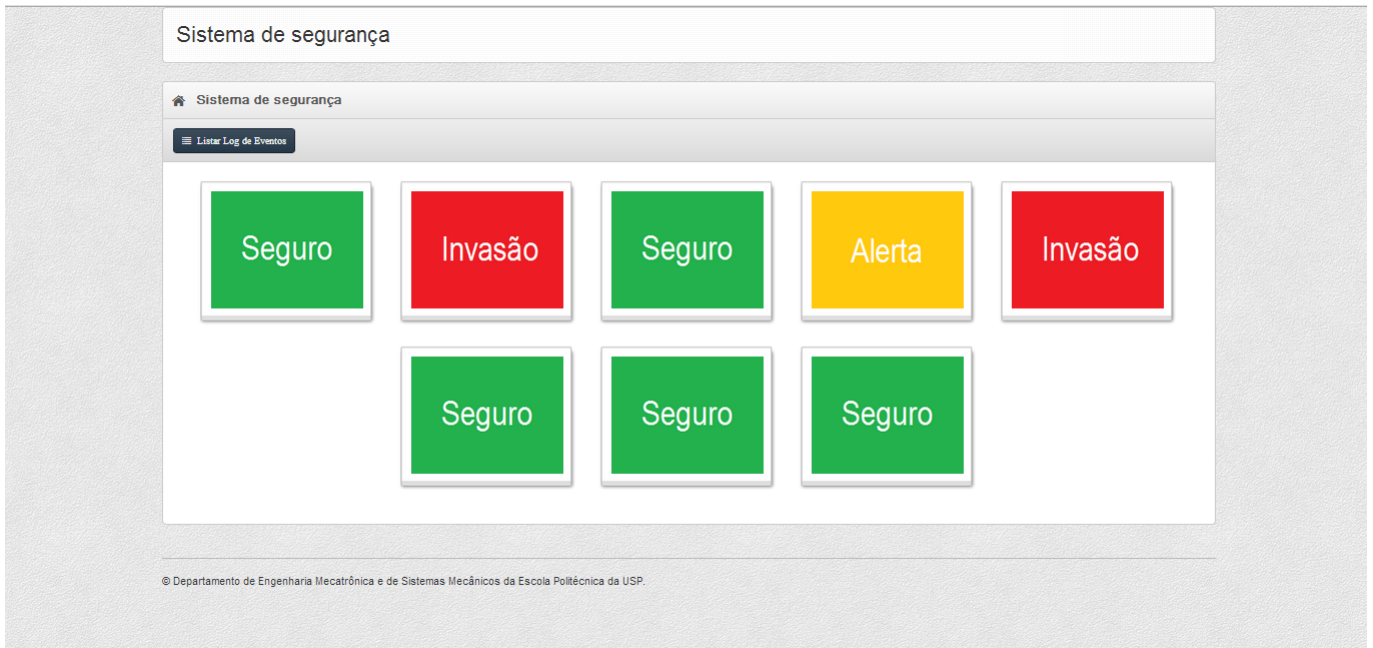 Sistema de segurança
Sistema de segurança
Listar Log de Eventos
Seguro
Invasão
Seguro
Alerta
Invasão
Seguro
Seguro
Seguro
© Departamento de Engenharia Mecatrônica e de Sistemas Mecânicos da Escola Politécnica da USP.